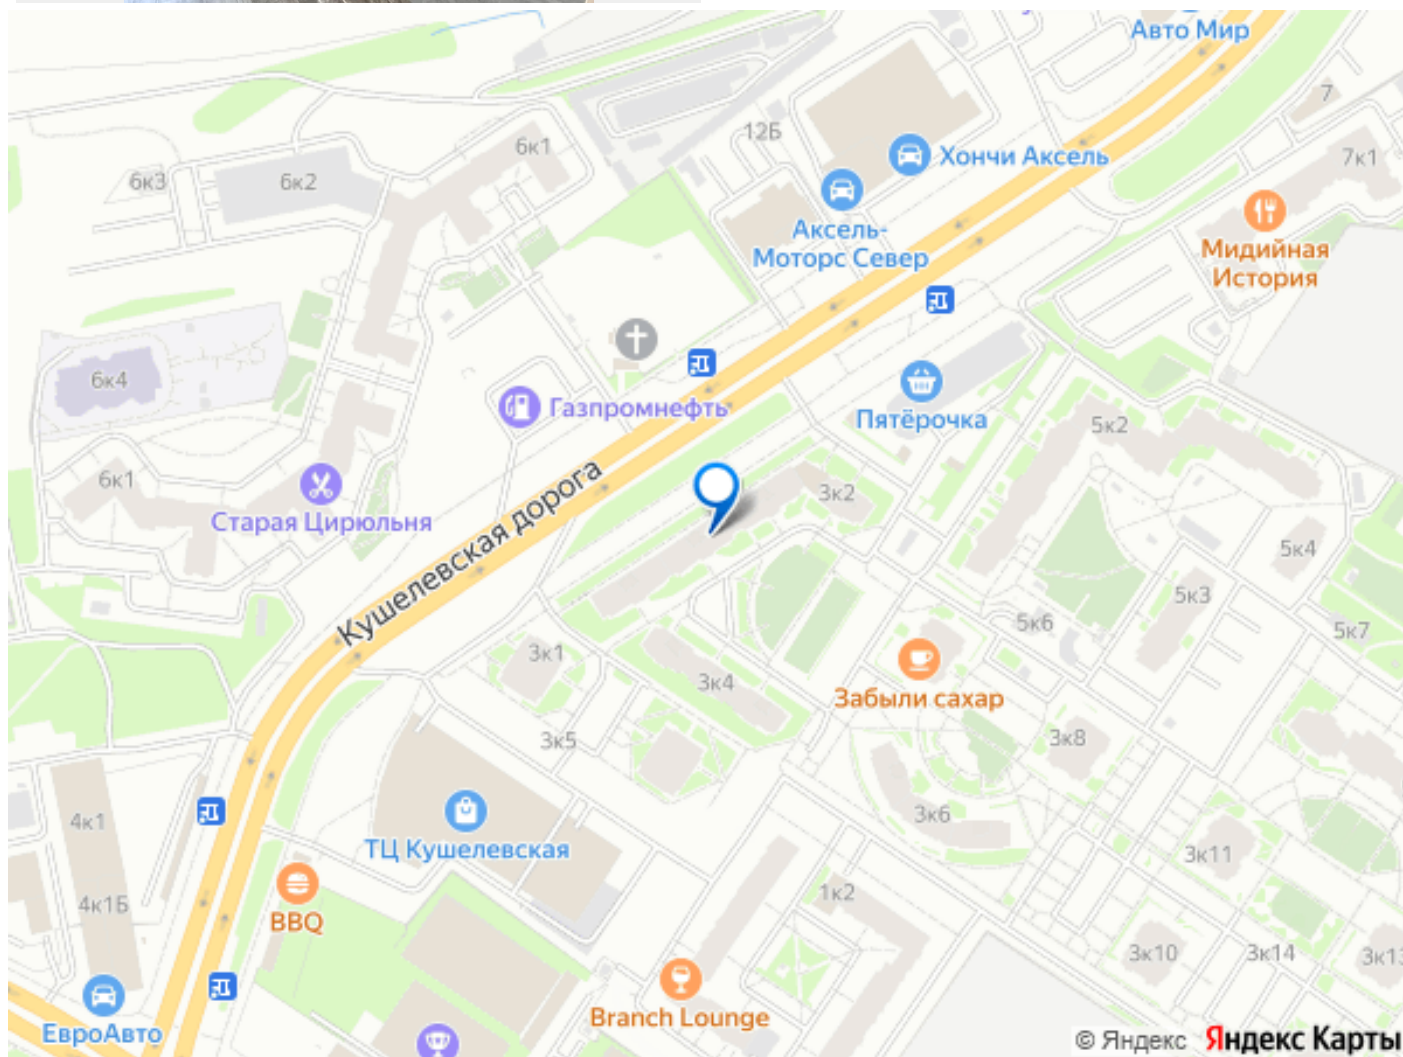 Авто Мир
7
12Б
6к1
7к1
Хончи Аксель
6к3
6к2
Аксель-
Моторс Север
Мидийная
История
6к4
Газпромнефть
Пятёрочка
5к2
6к1
Старая Цирюльня
3к2
Кушелевская дорога
5к4
5к3
5к6
5к7
3к1
3к4
Забыли сахар
3к5
3к8
4к1
ТЦ Кушелевская
3к6
3к11
4к1Б
BBQ
1к2
3к10
3к14
Branch Lounge
ЕвроАвто
© Яндекс Яндекс Карты